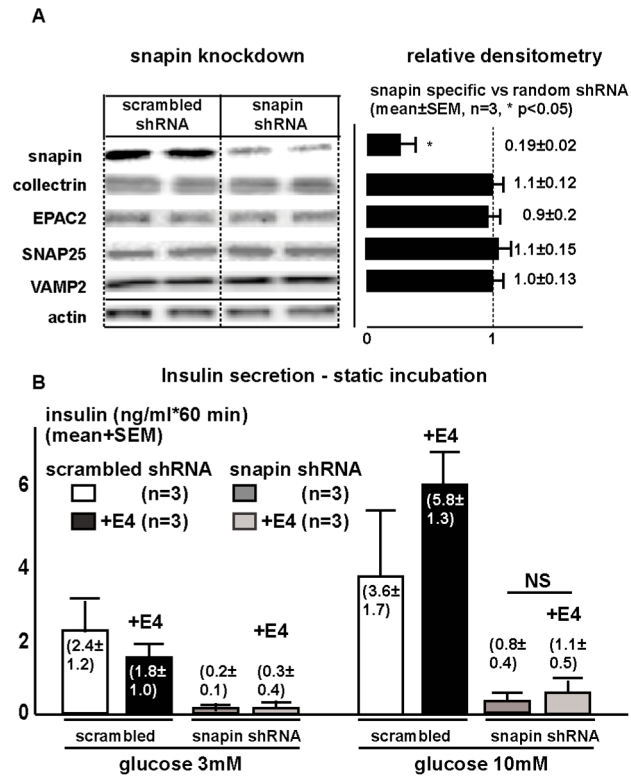 A
snapin knockdown
relative densitometry
snapin specific vs random shRNA
(mean±SEM, n=3, * p<0.05)
scrambled
shRNA
snapin
shRNA
snapin
* 0.19±0.02
collectrin
1.1±0.12
EPAC2
0.9±0.2
SNAP25
1.1±0.15
VAMP2
1.0±0.13
actin
0 1
B
Insulin secretion - static incubation
insulin (ng/ml*60 min)
(mean+SEM)
scrambled shRNA
(n=3)
+E4 (n=3)
snapin shRNA
(n=3)
+E4 (n=3)
6
4
2
0
(2.4±
1.2)
+E4
(1.8±
1.0)
(0.2±
0.1)
+E4
(0.3±
0.4)
(3.6±
1.7)
+E4
(5.8±
1.3)
NS
(0.8±
0.4)
+E4
(1.1±
0.5)
scrambled
snapin shRNA
scrambled
snapin shRNA
glucose 3mM
glucose 10mM